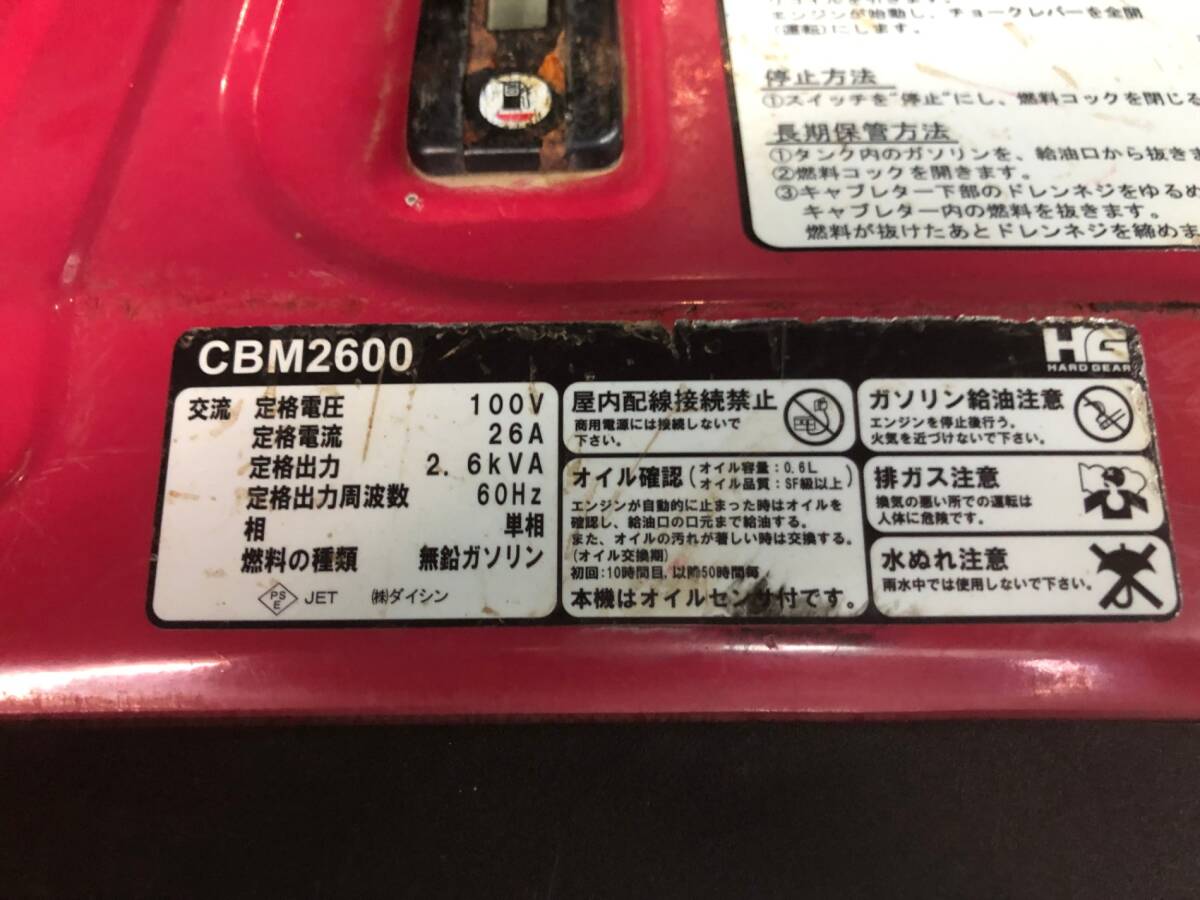 エンジンが始動し、チョークレバーを全開
(運転)にします。
停止方法
①スイッチを"停止"にし、燃料コックを閉じる
長期保管方法
①タンク内のガソリンを、給油口から抜きま
②燃料コックを開きます。
③キャブレター下部のドレンネジをゆるめ
キャブレター内の燃料を抜きます。
燃料が抜けたあとドレンネジを締めま
CBM2600
HG
HARD GEAR
交流 定格電圧 100V
定格電流 26A
定格出力 2.6kVA
定格出力周波数 60Hz
相 単相
燃料の種類 無鉛ガソリン
PS
E
JET ㈱ダイシン
屋内配線接続禁止
商用電源には接続しないで
下さい。
オイル確認(オイル容量:0.6L
オイル品質:SF級以上)
エンジンが自動的に止まった時はオイルを
確認し、給油口の口元まで給油する。
また、オイルの汚れが著しい時は交換する。
(オイル交換期)
初回:10時間目,以降50時間毎
本機はオイルセンサ付です。
ガソリン給油注意
エンジンを停止後行う。
火気を近づけないで下さい。
排ガス注意
換気の悪い所での運転は
人体に危険です。
水ぬれ注意
雨水中では使用しないで下さい。